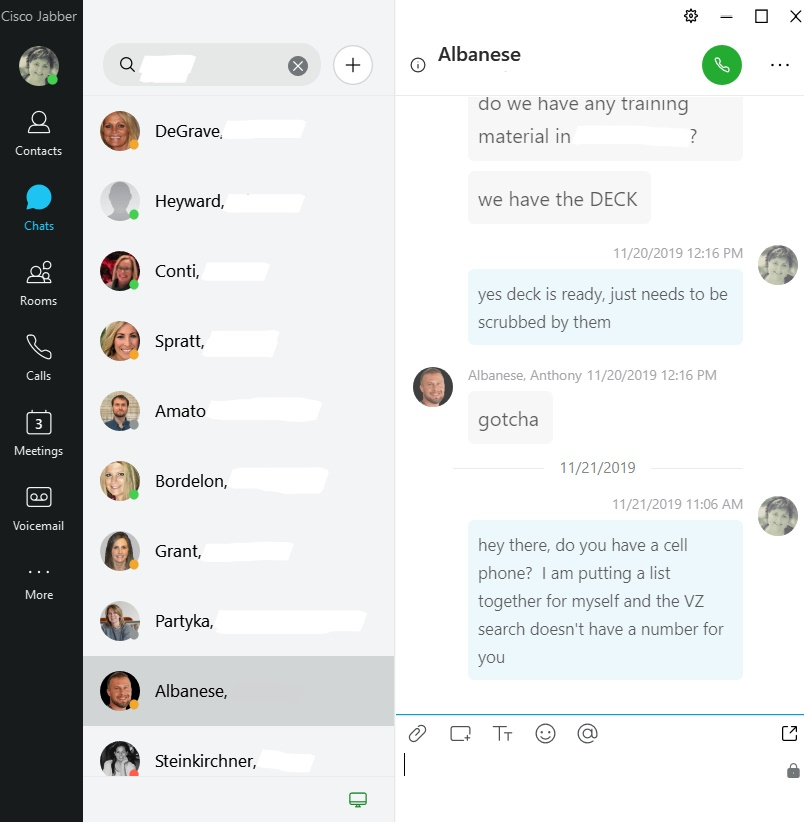 Cisco Jabber
Contacts
Chats
Rooms
Calls
3
Meetings
Voicemail
More
DeGrave,
Heyward,
Conti,
Spratt,
Amato
Bordelon,
Grant,
Partyka,
Albanese,
Steinkirchner,
Albanese
do we have any training
material in ?
we have the DECK
11/20/2019 12:16 PM
yes deck is ready, just needs to be
scrubbed by them
Albanese, Anthony 11/20/2019 12:16 PM
gotcha
11/21/2019
11/21/2019 11:06 AM
hey there, do you have a cell
phone? I am putting a list
together for myself and the VZ
search doesn't have a number for
you